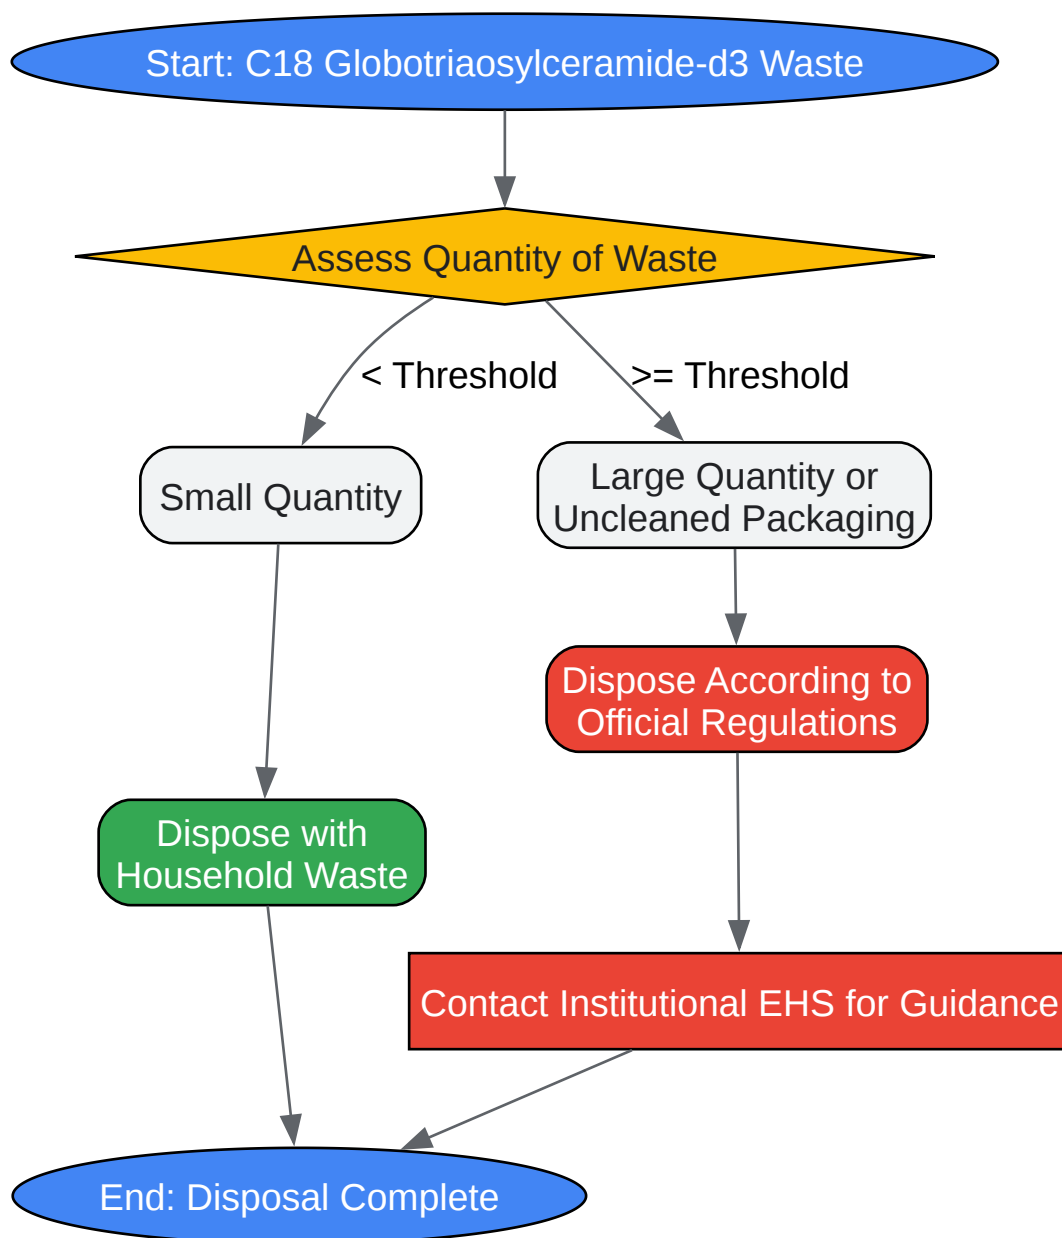 Start: C18 Globotriaosylceramide-d3 Waste
Assess Quantity of Waste
< Threshold
>= Threshold
Small Quantity
Large Quantity or
Uncleaned Packaging
Dispose According to
Official Regulations
Dispose with
Household Waste
Contact Institutional EHS for Guidance
End: Disposal Complete